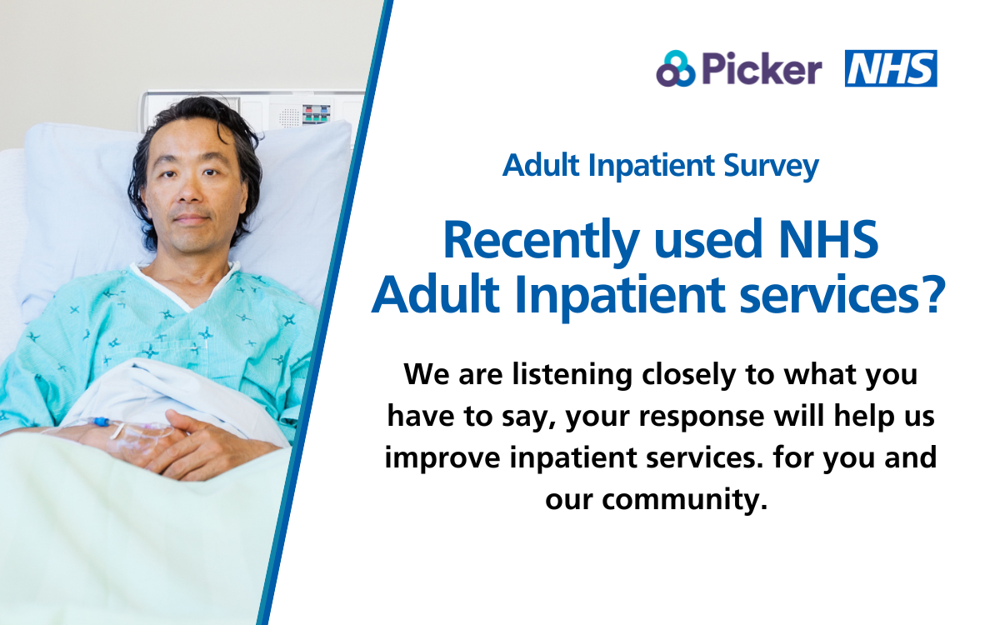 Picker NHS
Adult Inpatient Survey
Recently used NHS
Adult Inpatient services?
We are listening closely to what you
have to say, your response will help us
improve inpatient services. for you and
our community.